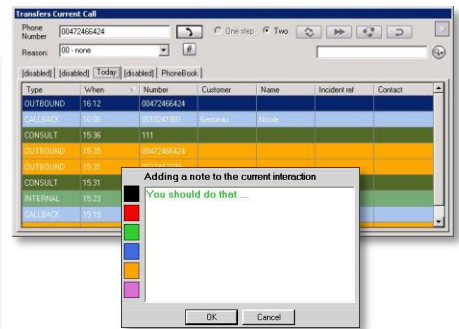 Transfers Current Call
Phone Number 00472466424 One step Two
Reason: 00 - none #
[disabled] [disabled] Today [disabled] PhoneBook
Type When Number Customer Name Incident ref Contact
OUTBOUND 16:12 00472466424
CALLBACK 16:09 Nicole
CONSULT 15:36 111
OUTBOUND 15:35 00472466424
OUTBOUND 15:31
CONSULT 15:31
INTERNAL 15:23
CALLBACK 15:19
Adding a note to the current interaction
You should do that ...
OK Cancel